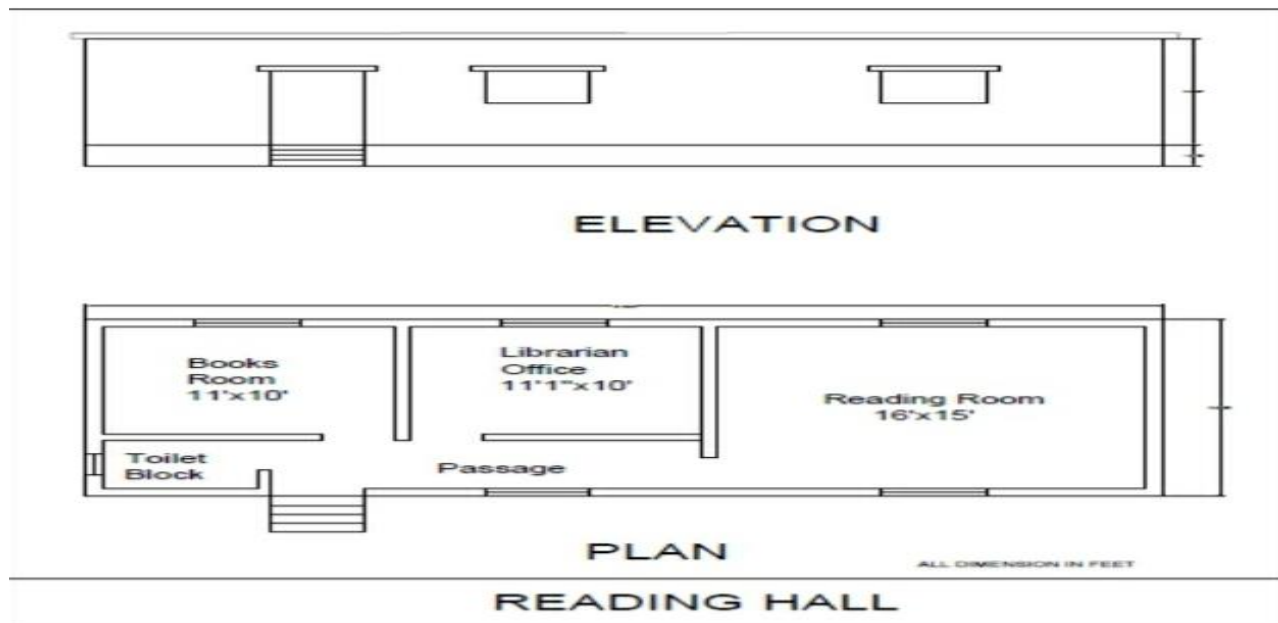 ELEVATION
Books
Room
11'x10'
Librarian
Office
11'1"x10'
Reading Room
16'x15'
Toilet
Block
Passage
PLAN
ALL DIMENSION IN FEET
READING HALL